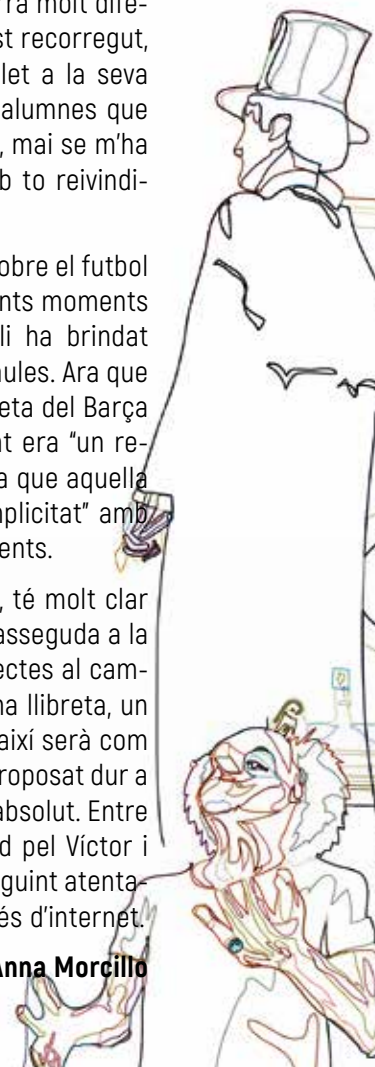 rrà molt dife-
st recorregut,
let a la seva
alumnes que
, mai se m’ha
b to reivindi-
obre el futbol
nts moments
li ha brindat
ules. Ara que
eta del Barça
at era “un re-
a que aquella
mplicitat” amb
ents.
, té molt clar
asseguda a la
ectes al cam-
na llibreta, un
així serà com
roposat dur a
absolut. Entre
d pel Víctor i
guint atenta-
és d’internet.
Anna Morcillo